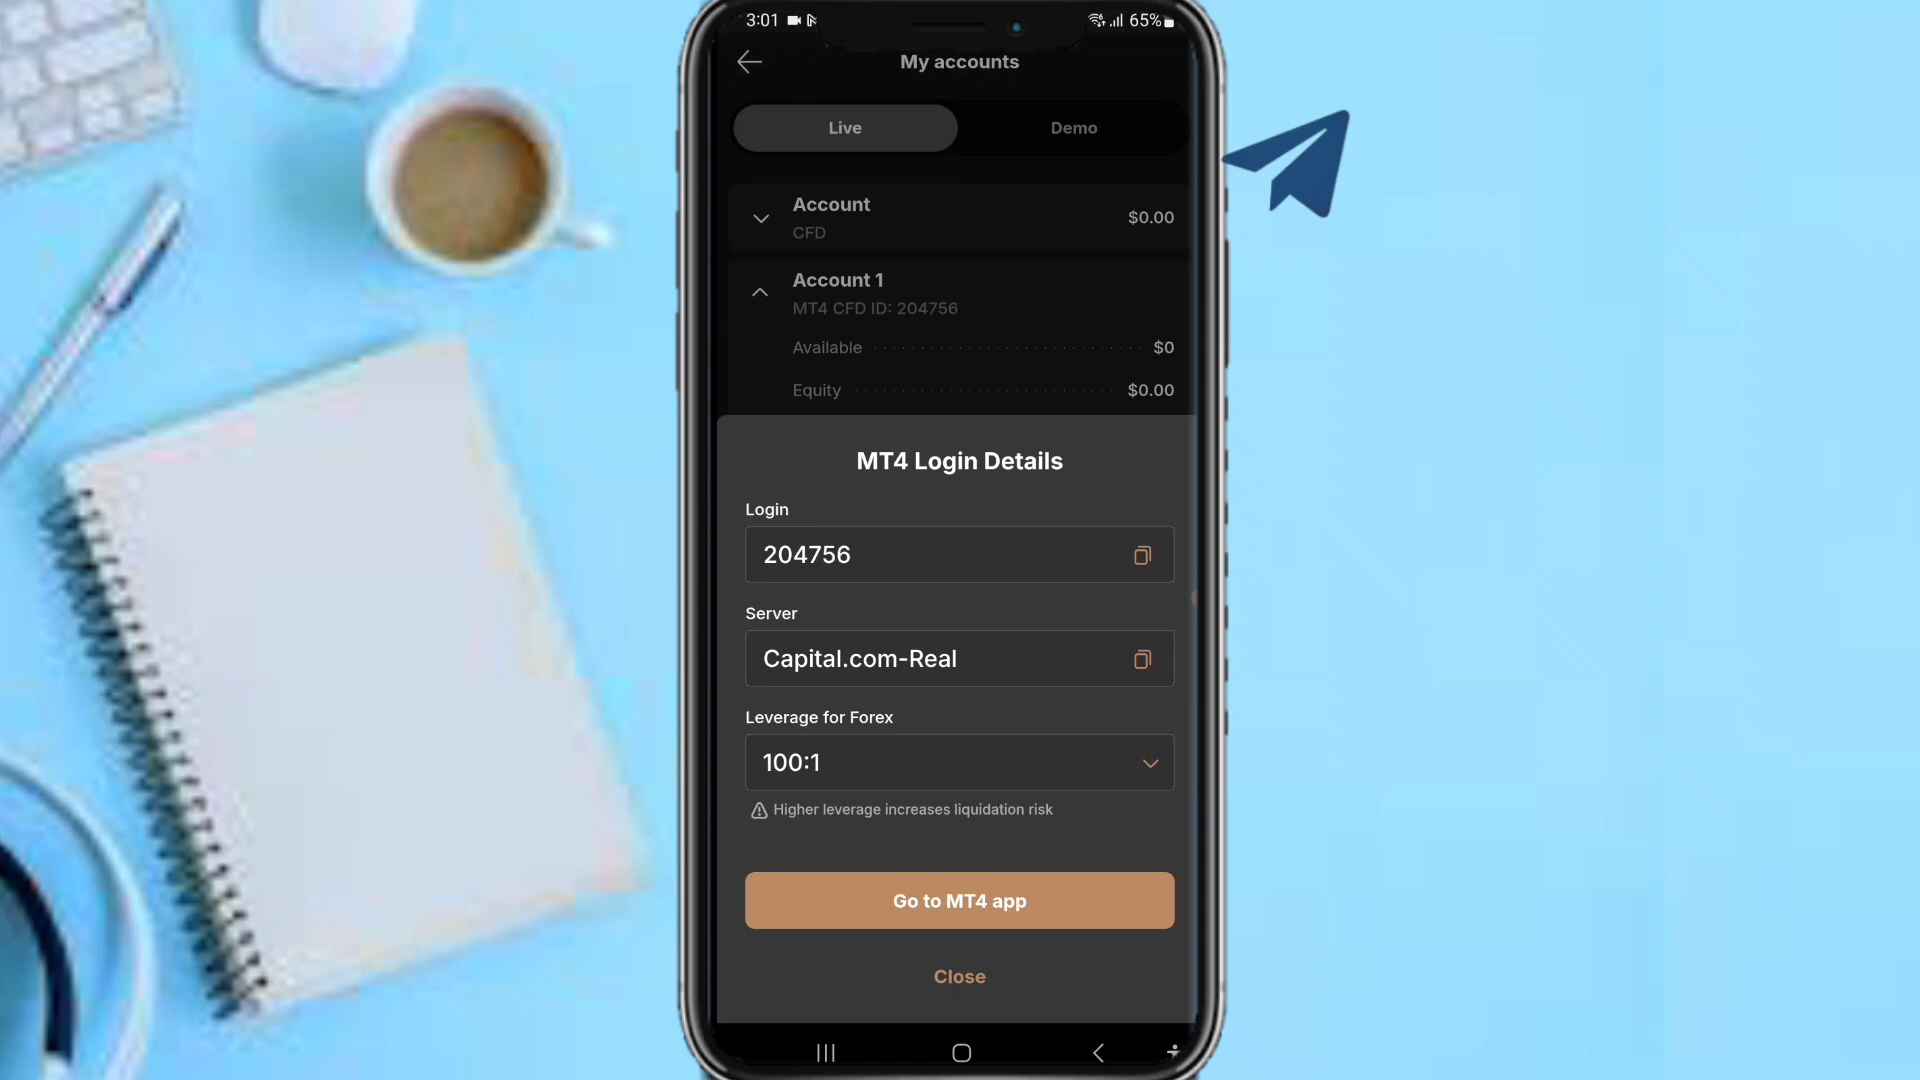 3:01 65%
My accounts
Live Demo
Account
CFD
$0.00
Account 1
MT4 CFD ID: 204756
Available $0
Equity $0.00
MT4 Login Details
Login
204756
Server
Capital.com-Real
Leverage for Forex
100:1
Higher leverage increases liquidation risk
Go to MT4 app
Close